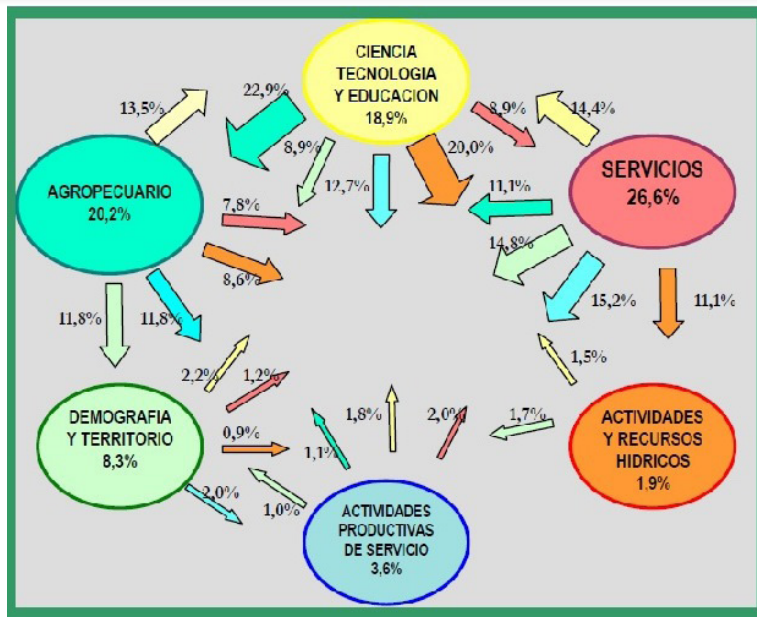 CIENCIA
TECNOLOGIA
Y EDUCACION
18,9%
13,5%
22,9%
8,9%
14,4%
8,9%
12,7%
20,0%
AGROPECUARIO
20,2%
SERVICIOS
26,6%
7,8%
11,1%
8,6%
14,8%
11,8%
11,8%
15,2%
11,1%
2,2%
1,2%
1,5%
DEMOGRAFIA
Y TERRITORIO
8,3%
0,9%
1,1%
1,8%
2,0%
1,7%
ACTIVIDADES
Y RECURSOS
HIDRICOS
1,9%
2,0%
1,0%
ACTIVIDADES
PRODUCTIVAS
DE SERVICIO
3,6%